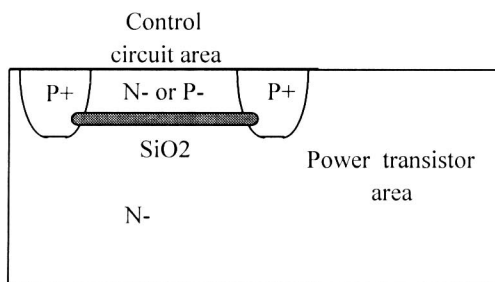 Control
circuit area
P+
N- or P-
P+
SiO2
Power transistor
area
N-